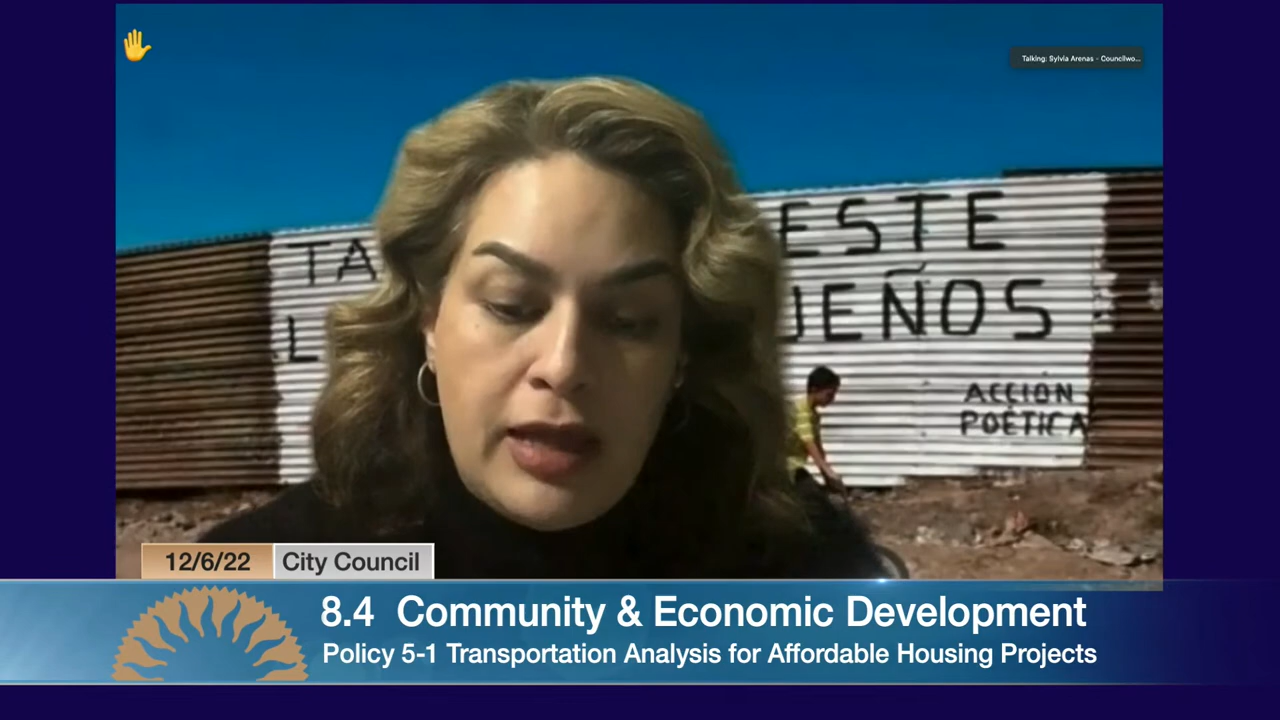 Talking: Sylvia Arenas - Councilwo...
TA
ESTE
L
UEÑOS
ACCIÓN
POÉTICA
12/6/22 City Council
8.4 Community & Economic Development
Policy 5-1 Transportation Analysis for Affordable Housing Projects